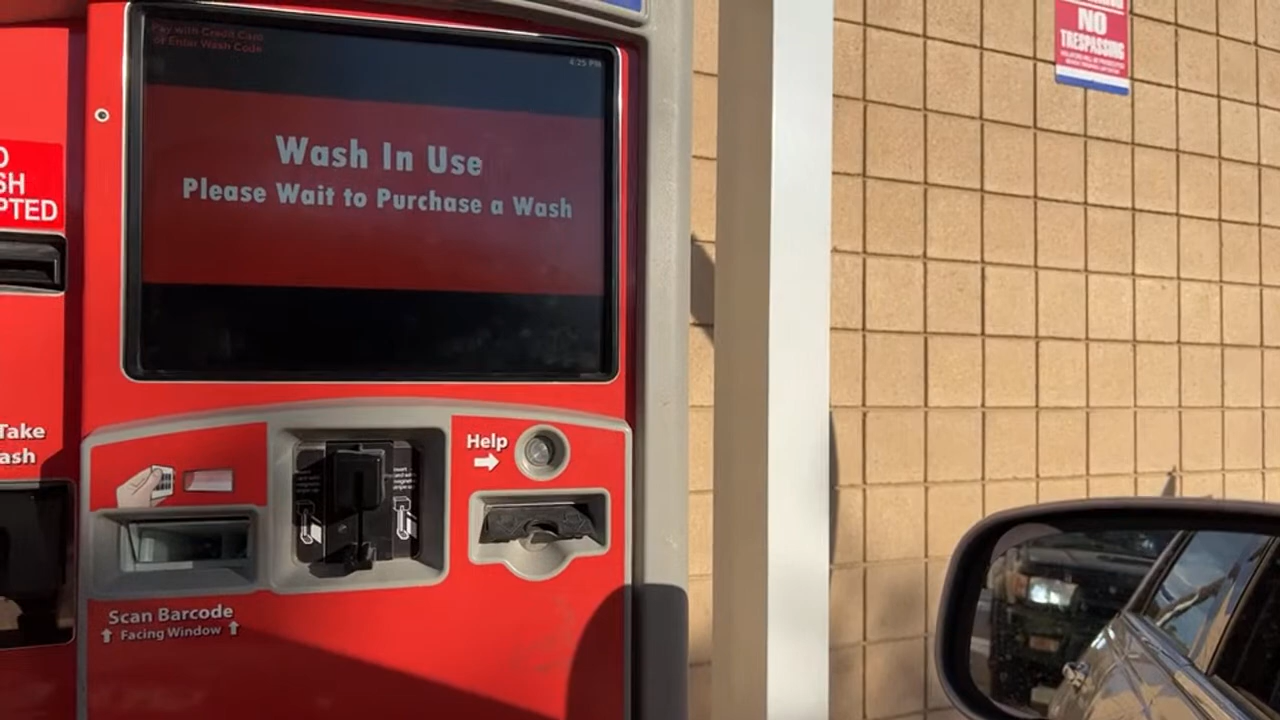 Pay with Credit Card
or Enter Wash Code
4:25 PM
Wash In Use
Please Wait to Purchase a Wash
NO
TRESPASSING
SH
PTED
Take
ash
Help
Scan Barcode
Facing Window